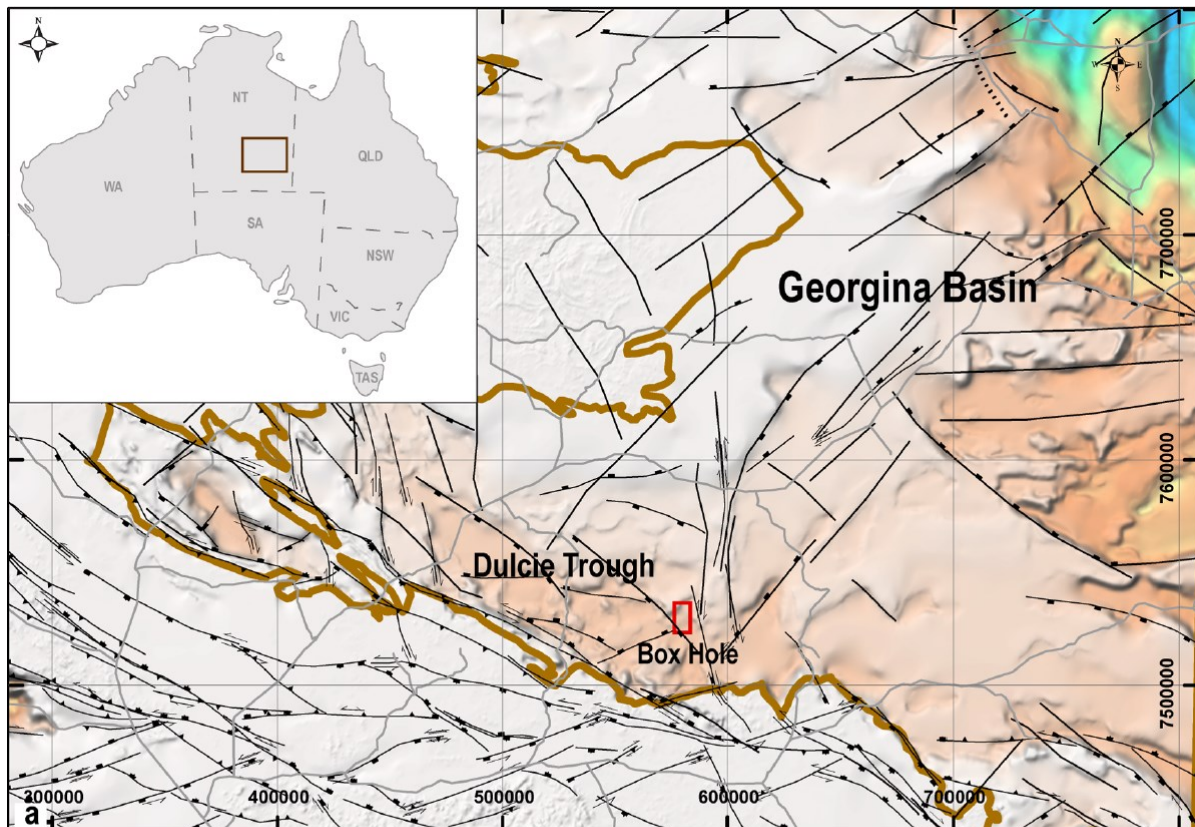 N
NT
WA
QLD
SA
NSW
VIC
?
TAS
N
W E
S
7700000
Georgina Basin
7600000
Dulcie Trough
Box Hole
7500000
300000
400000
500000
600000
700000
a